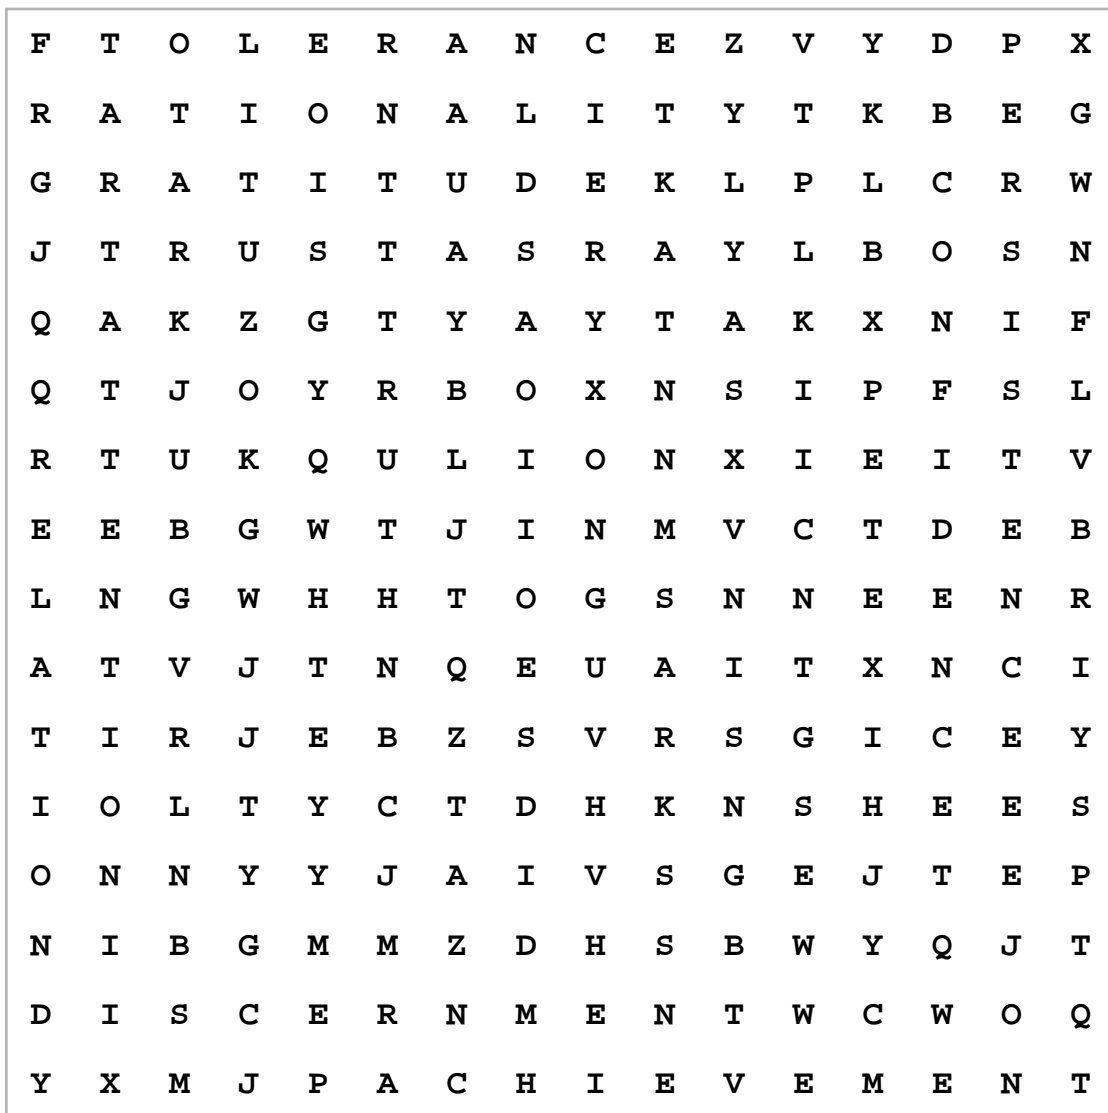 F T O L E R A N C E Z V Y D P X
R A T I O N A L I T Y T K B E G
G R A T I T U D E K L P L C R W
J T R U S T A S R A Y L B O S N
Q A K Z G T Y A Y T A K X N I F
Q T J O Y R B O X N S I P F S L
R T U K Q U L I O N X I E I T V
E E B G W T J I N M V C T D E B
L N G W H H T O G S N N E E N R
A T V J T N Q E U A I T X N C I
T I R J E B Z S V R S G I C E Y
I O L T Y C T D H K N S H E E S
O N N Y Y J A I V S G E J T E P
N I B G M M Z D H S B W Y Q J T
D I S C E R N M E N T W C W O Q
Y X M J P A C H I E V E M E N T